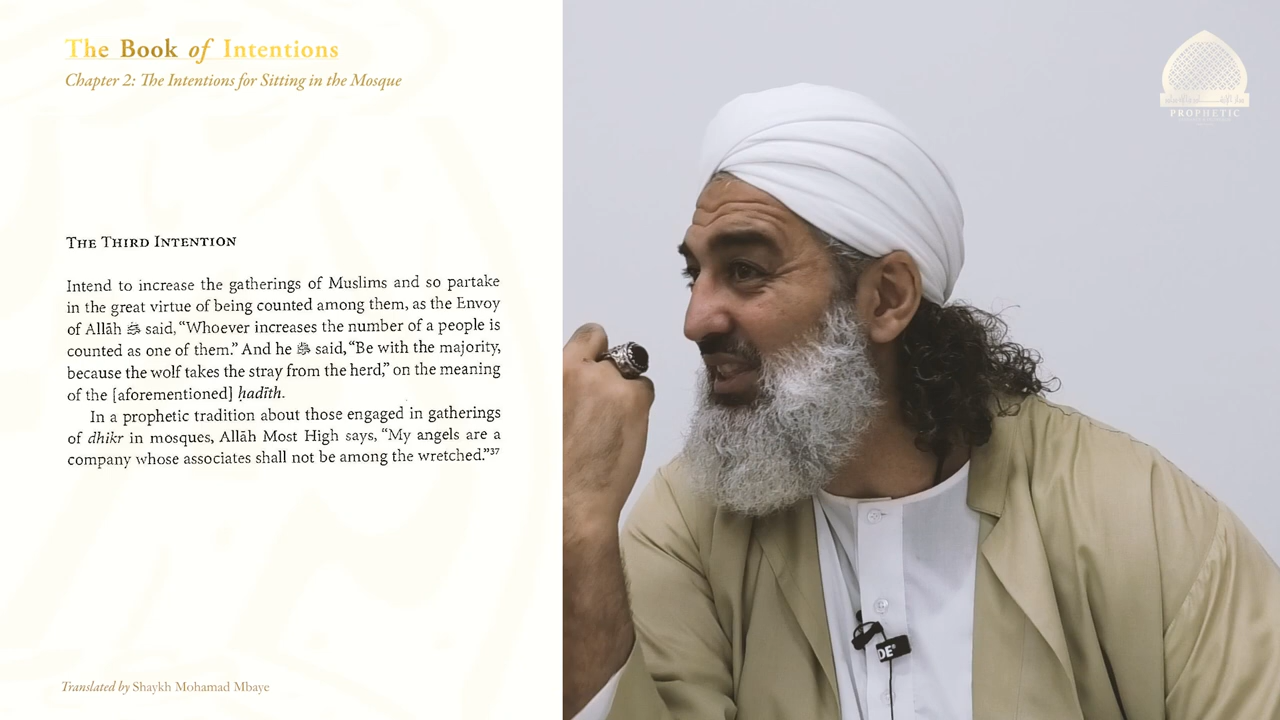 The Book of Intentions
Chapter 2: The Intentions for Sitting in the Mosque
THE THIRD INTENTION
Intend to increase the gatherings of Muslims and so partake
in the great virtue of being counted among them, as the Envoy
of Allāh ﷺ said, “Whoever increases the number of a people is
counted as one of them.” And he ﷺ said, “Be with the majority,
because the wolf takes the stray from the herd,” on the meaning
of the [aforementioned] ḥadīth.
In a prophetic tradition about those engaged in gatherings
of dhikr in mosques, Allāh Most High says, “My angels are a
company whose associates shall not be among the wretched.”37
Translated by Shaykh Mohamad Mbaye
PROPHETIC
DE